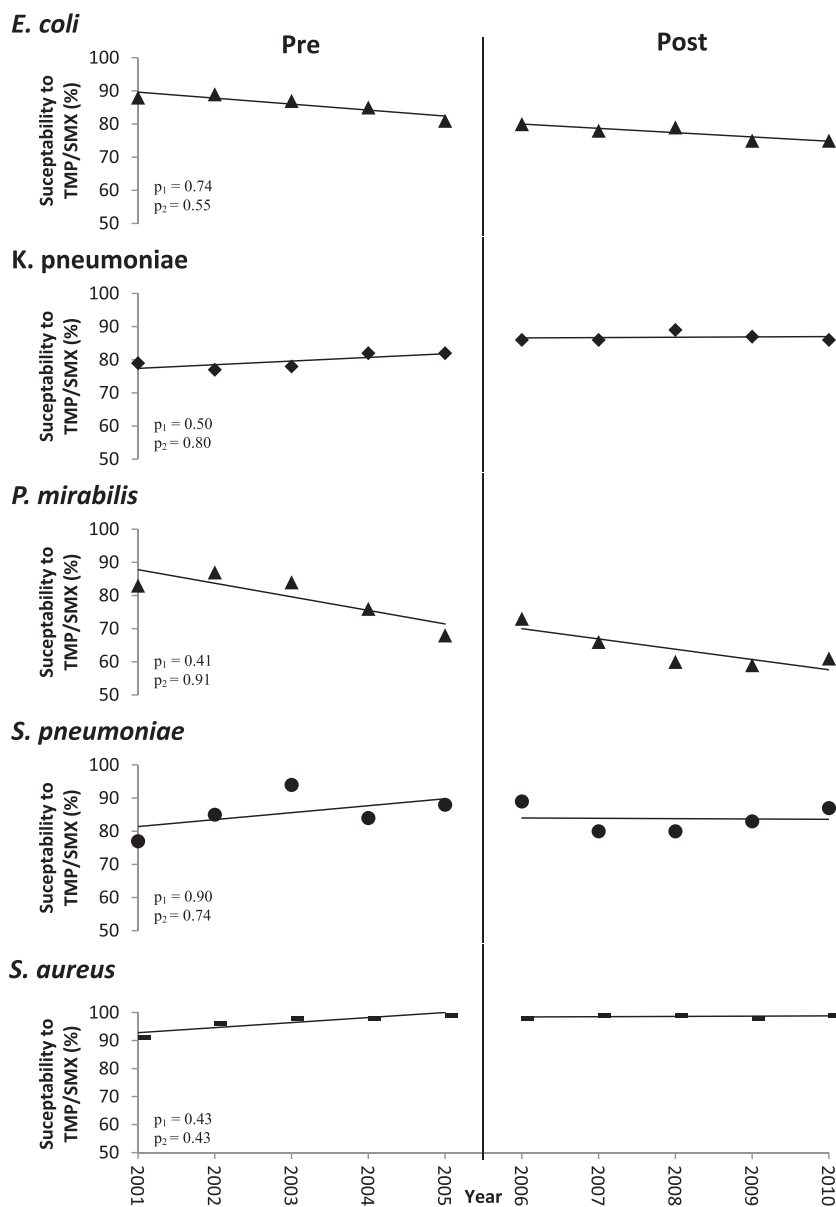 E. coli
Pre
Post
Suceptability to
TMP/SMX (%)
100
90
80
70
60
50
p1 = 0.74
p2 = 0.55
K. pneumoniae
Suceptability to
TMP/SMX (%)
100
90
80
70
60
50
p1 = 0.50
p2 = 0.80
P. mirabilis
Suceptability to
TMP/SMX (%)
100
90
80
70
60
50
p1 = 0.41
p2 = 0.91
S. pneumoniae
Suceptability to
TMP/SMX (%)
100
90
80
70
60
50
p1 = 0.90
p2 = 0.74
S. aureus
Suceptability to
TMP/SMX (%)
100
90
80
70
60
50
p1 = 0.43
p2 = 0.43
2001
2002
2003
2004
2005
Year
2006
2007
2008
2009
2010